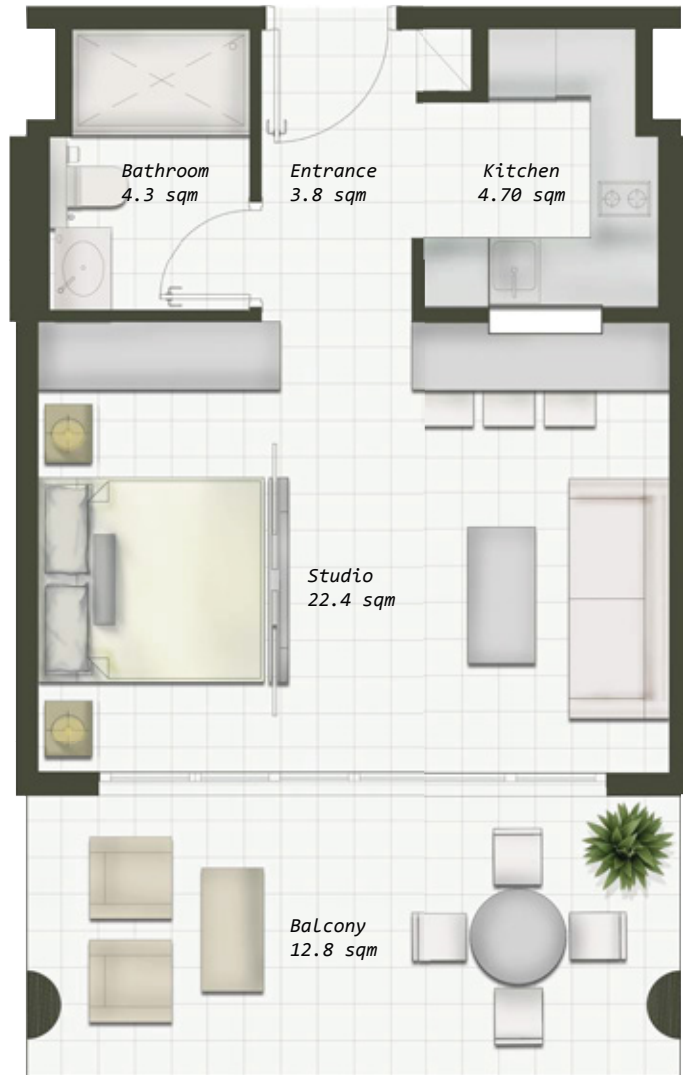 Bathroom
4.3 sqm
Entrance
3.8 sqm
Kitchen
4.70 sqm
Studio
22.4 sqm
Balcony
12.8 sqm